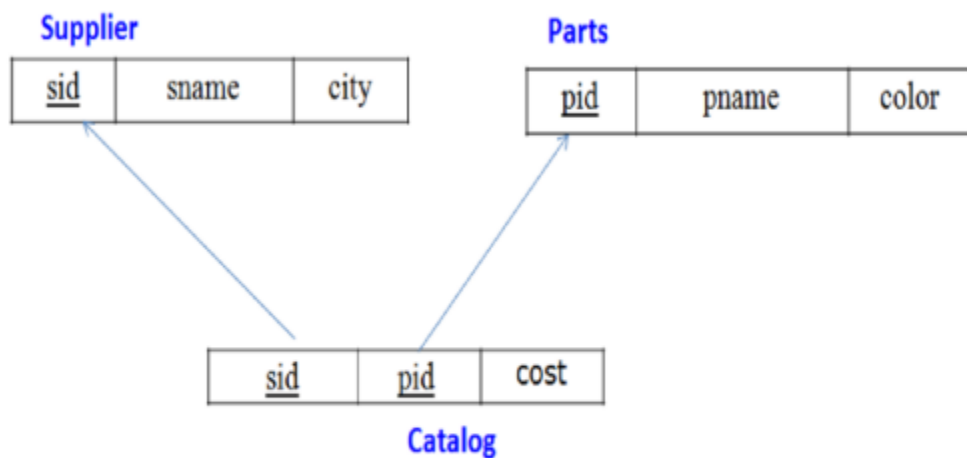 Supplier
Parts
sid sname city
pid pname color
sid pid cost
Catalog